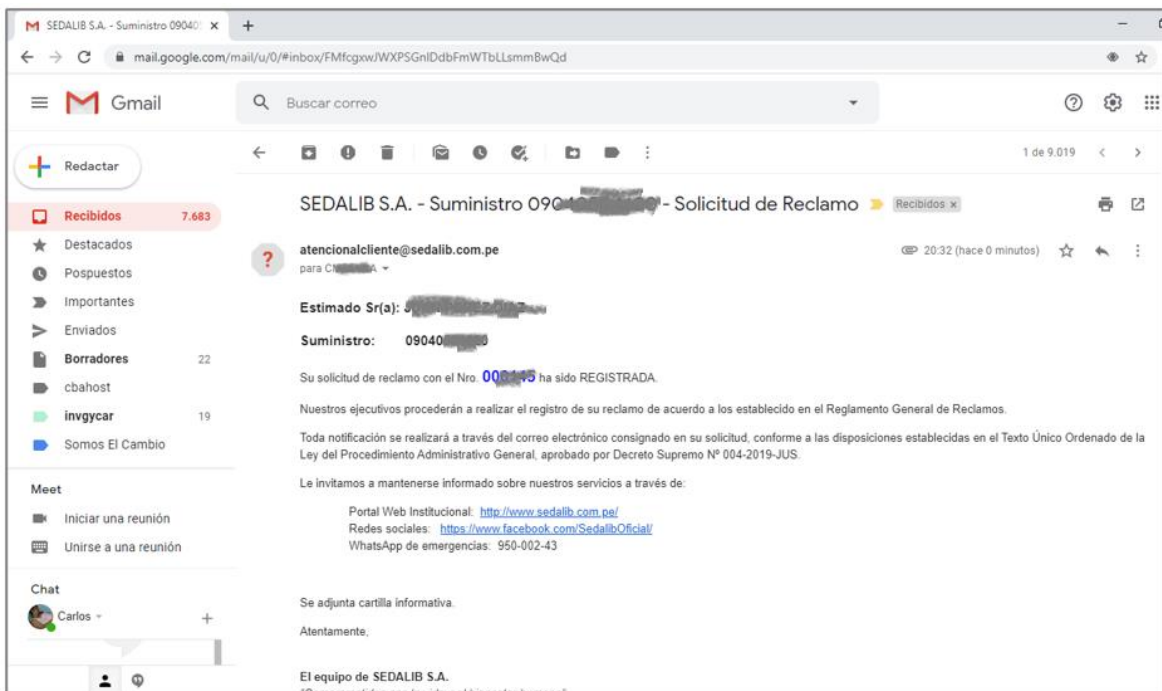 SEDALIB S.A. - Suministro 09040
mail.google.com/mail/u/0/#inbox/FMfcgxwJWXPSGnlDdbFmWTbLLsmmBwQd
Gmail
Buscar correo
Redactar
1 de 9.019
Recibidos 7.683
Destacados
Pospuestos
Importantes
Enviados
Borradores 22
cbahost
invgycar 19
Somos El Cambio
Meet
Iniciar una reunión
Unirse a una reunión
Chat
Carlos
SEDALIB S.A. - Suministro 090 - Solicitud de Reclamo Recibidos x
atencionalcliente@sedalib.com.pe 20:32 (hace 0 minutos)
para
Estimado Sr(a):
Suministro: 09040
Su solicitud de reclamo con el Nro. ha sido REGISTRADA.
Nuestros ejecutivos procederán a realizar el registro de su reclamo de acuerdo a los establecido en el Reglamento General de Reclamos.
Toda notificación se realizará a través del correo electrónico consignado en su solicitud, conforme a las disposiciones establecidas en el Texto Único Ordenado de la
Ley del Procedimiento Administrativo General, aprobado por Decreto Supremo Nº 004-2019-JUS.
Le invitamos a mantenerse informado sobre nuestros servicios a través de:
Portal Web Institucional: http://www.sedalib.com.pe/
Redes sociales: https://www.facebook.com/SedalibOficial/
WhatsApp de emergencias: 950-002-43
Se adjunta cartilla informativa.
Atentamente,
El equipo de SEDALIB S.A.